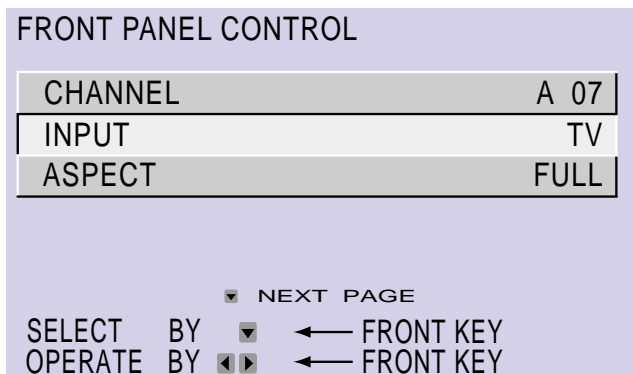 FRONT PANEL CONTROL
CHANNEL A 07
INPUT TV
ASPECT FULL
NEXT PAGE
SELECT BY FRONT KEY
OPERATE BY FRONT KEY